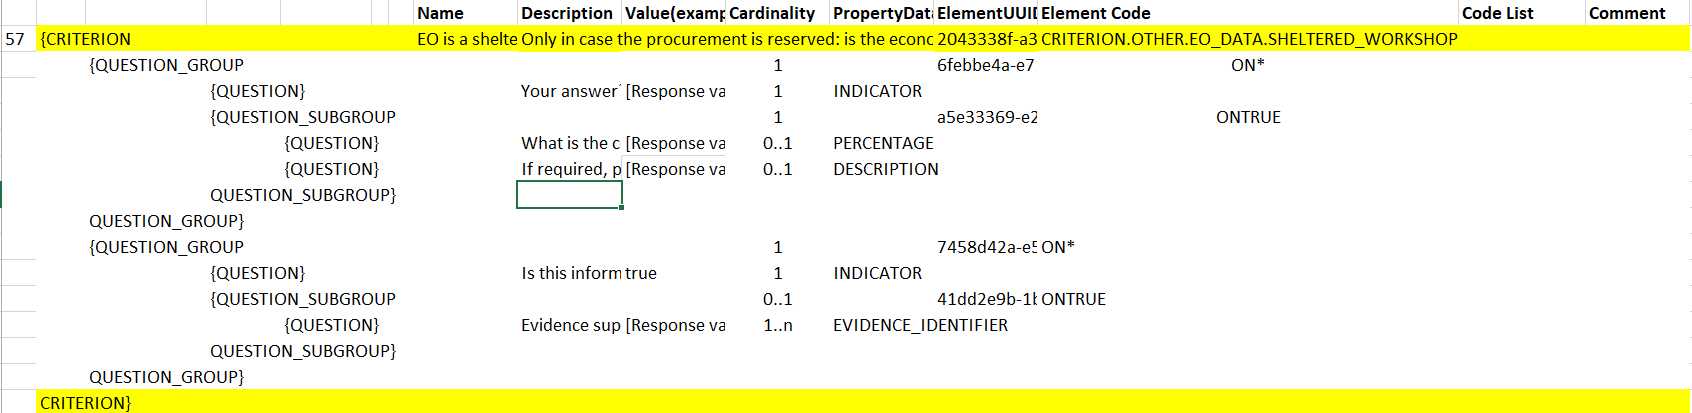 Name Description Value(examp Cardinality PropertyData ElementUUID Element Code Code List Comment
57 {CRITERION EO is a shelte Only in case the procurement is reserved: is the econo 2043338f-a3 CRITERION.OTHER.EO_DATA.SHELTERED_WORKSHOP
{QUESTION_GROUP 1 6febbe4a-e7 ON*
{QUESTION} Your answer [Response va 1 INDICATOR
{QUESTION_SUBGROUP 1 a5e33369-e2 ONTRUE
{QUESTION} What is the c [Response va 0..1 PERCENTAGE
{QUESTION} If required, p [Response va 0..1 DESCRIPTION
QUESTION_SUBGROUP}
QUESTION_GROUP}
{QUESTION_GROUP 1 7458d42a-e5 ON*
{QUESTION} Is this inform true 1 INDICATOR
{QUESTION_SUBGROUP 0..1 41dd2e9b-1b ONTRUE
{QUESTION} Evidence sup [Response va 1..n EVIDENCE_IDENTIFIER
QUESTION_SUBGROUP}
QUESTION_GROUP}
CRITERION}